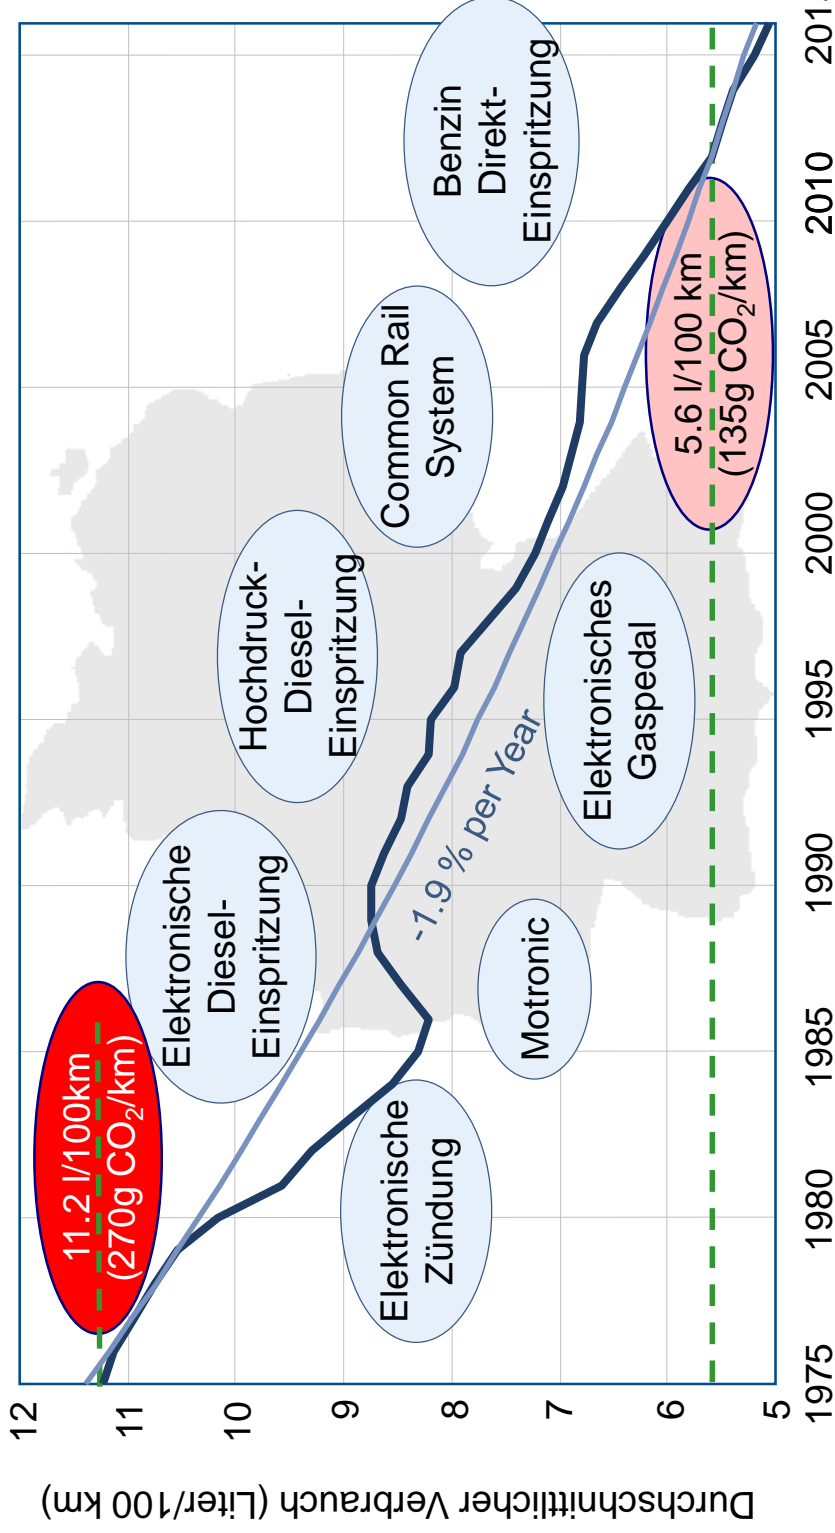 Durchschnittlicher Verbrauch (Liter/100 km)
12
11
10
9
8
7
6
5
11.2 l/100km
(270g CO₂/km)
Elektronische
Diesel-
Einspritzung
Hochdruck-
Diesel-
Einspritzung
Common Rail
System
Benzin
Direkt-
Einspritzung
Elektronische
Zündung
Motronic
-1.9 % per Year
Elektronisches
Gaspedal
5.6 l/100 km
(135g CO₂/km)
1975
1980
1985
1990
1995
2000
2005
2010